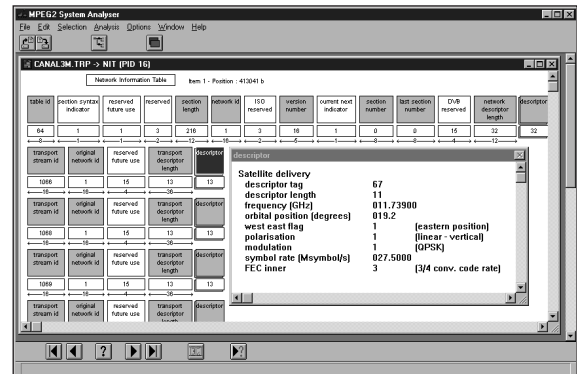 MPEG2 System Analyser
File Edit Selection Analysis Options Window Help
CANAL3M.TRP -> NIT (PID 16)
Network Information Table Item 1 - Position : 413041 b
table id section syntax indicator reserved future use reserved section length network id ISO reserved version number current next indicator section number last section number DVB reserved network descriptor length descriptor
64 1 1 3 216 1 3 16 1 0 0 15 32 32
transport stream id original network id reserved future use transport descriptor length descriptor
1066 1 15 13 13
transport stream id original network id reserved future use transport descriptor length descriptor
1068 1 15 13 13
transport stream id original network id reserved future use transport descriptor length descriptor
1069 1 15 13 13
transport stream id original network id reserved future use transport descriptor length descriptor
descriptor
Satellite delivery
descriptor tag 67
descriptor length 11
frequency (GHz) 011.73900
orbital position (degrees) 019.2
west east flag 1 (eastern position)
polarisation 1 (linear - vertical)
modulation 1 (QPSK)
symbol rate (Msymbol/s) 027.5000
FEC inner 3 (3/4 conv. code rate)